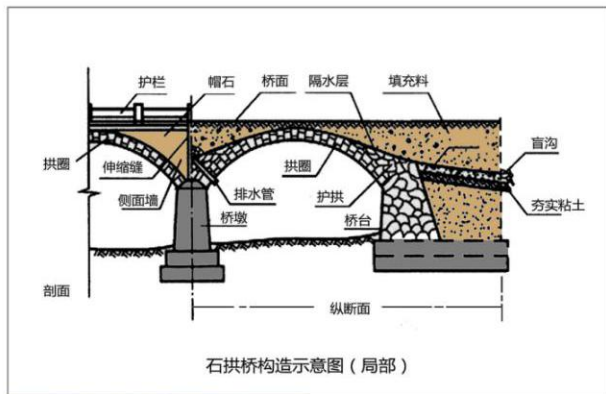 护栏 帽石 桥面 隔水层 填充料
盲沟
拱圈 伸缩缝 拱圈
侧面墙 排水管 护拱
夯实粘土
桥墩 桥台
剖面
纵断面
石拱桥构造示意图（局部）